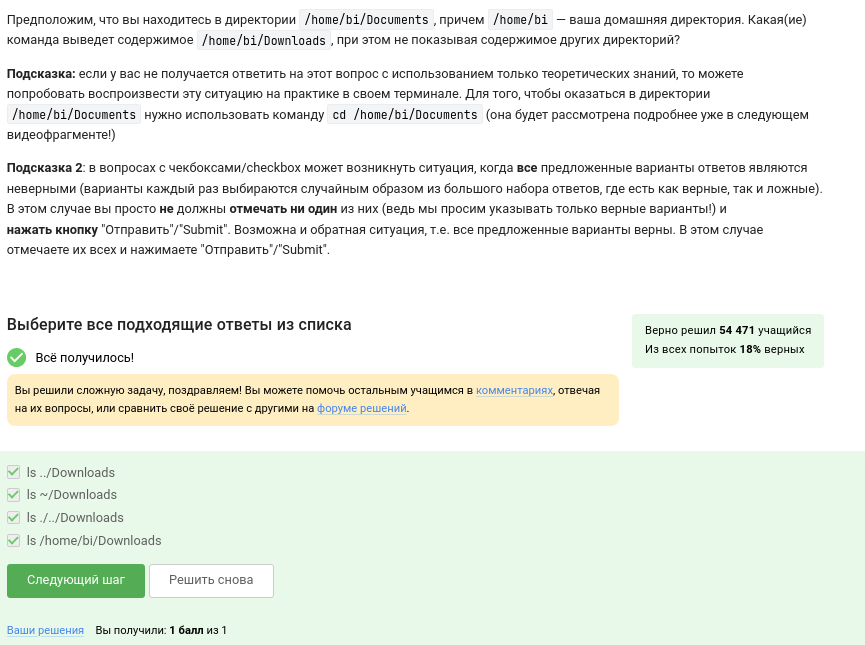 Предположим, что вы находитесь в директории /home/bi/Documents, причем /home/bi — ваша домашняя директория. Какая(ие)
команда выведет содержимое /home/bi/Downloads, при этом не показывая содержимое других директорий?
Подсказка: если у вас не получается ответить на этот вопрос с использованием только теоретических знаний, то можете
попробовать воспроизвести эту ситуацию на практике в своем терминале. Для того, чтобы оказаться в директории
/home/bi/Documents нужно использовать команду cd /home/bi/Documents (она будет рассмотрена подробнее уже в следующем
видеофрагменте!)
Подсказка 2: в вопросах с чекбоксами/checkbox может возникнуть ситуация, когда все предложенные варианты ответов являются
неверными (варианты каждый раз выбираются случайным образом из большого набора ответов, где есть как верные, так и ложные).
В этом случае вы просто не должны отмечать ни один из них (ведь мы просим указывать только верные варианты!) и
нажать кнопку "Отправить"/"Submit". Возможна и обратная ситуация, т.е. все предложенные варианты верны. В этом случае
отмечаете их всех и нажимаете "Отправить"/"Submit".
Выберите все подходящие ответы из списка
Верно решил 54 471 учащийся
Из всех попыток 18% верных
Всё получилось!
Вы решили сложную задачу, поздравляем! Вы можете помочь остальным учащимся в комментариях, отвечая
на их вопросы, или сравнить своё решение с другими на форуме решений.
ls ../Downloads
ls ~/Downloads
ls ./../Downloads
ls /home/bi/Downloads
Следующий шаг Решить снова
Ваши решения Вы получили: 1 балл из 1